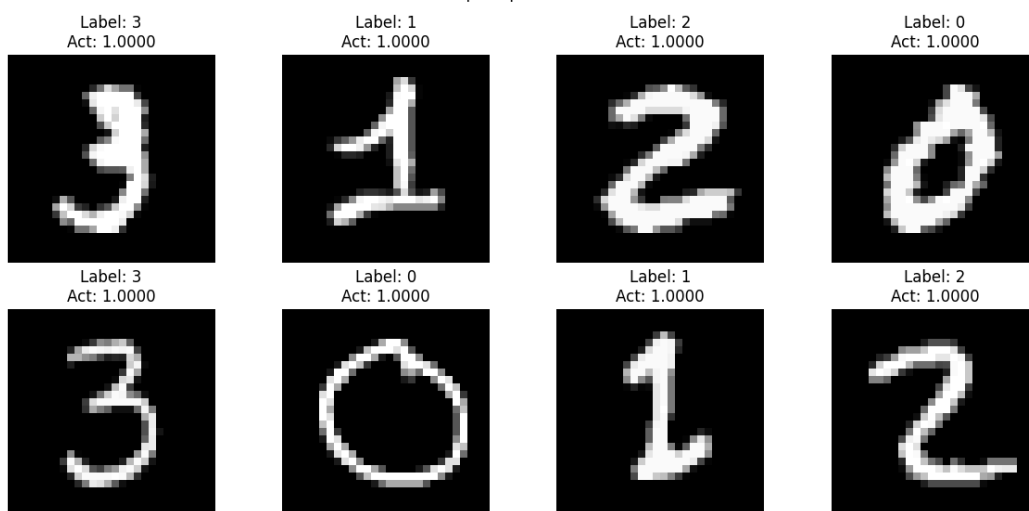 Label: 3 Label: 1 Label: 2 Label: 0
Act: 1.0000 Act: 1.0000 Act: 1.0000 Act: 1.0000
3 1 2 0
Label: 3 Label: 0 Label: 1 Label: 2
Act: 1.0000 Act: 1.0000 Act: 1.0000 Act: 1.0000
3 0 1 2